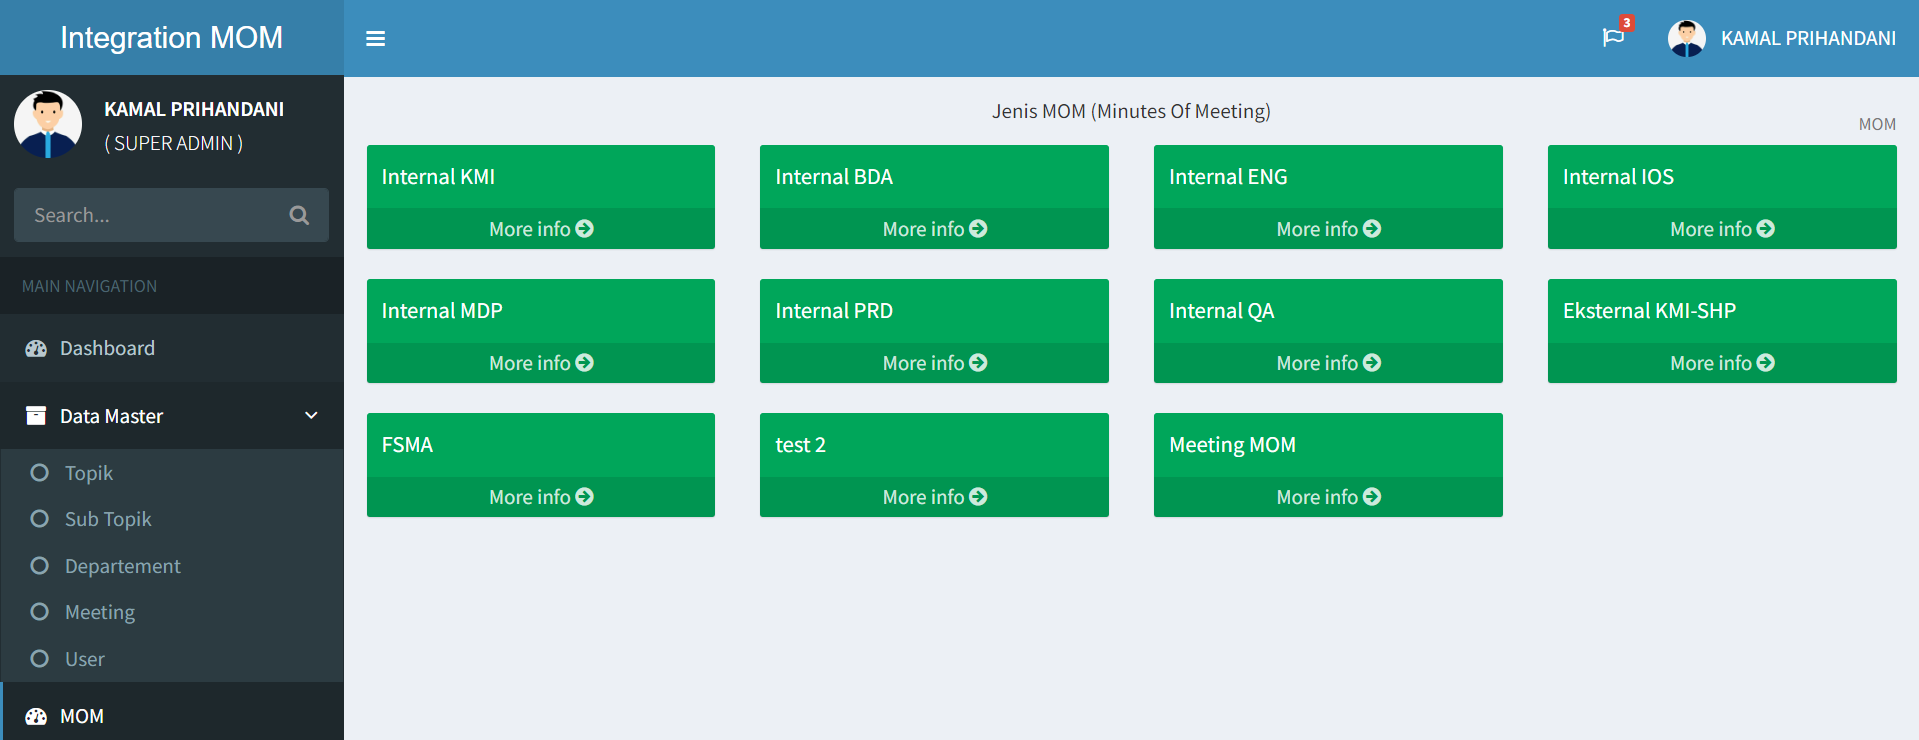 Integration MOM
3
KAMAL PRIHANDANI
KAMAL PRIHANDANI
( SUPER ADMIN )
Search...
MAIN NAVIGATION
Dashboard
Data Master
Topik
Sub Topik
Departement
Meeting
User
MOM
Jenis MOM (Minutes Of Meeting)
MOM
Internal KMI
More info
Internal BDA
More info
Internal ENG
More info
Internal IOS
More info
Internal MDP
More info
Internal PRD
More info
Internal QA
More info
Eksternal KMI-SHP
More info
FSMA
More info
test 2
More info
Meeting MOM
More info